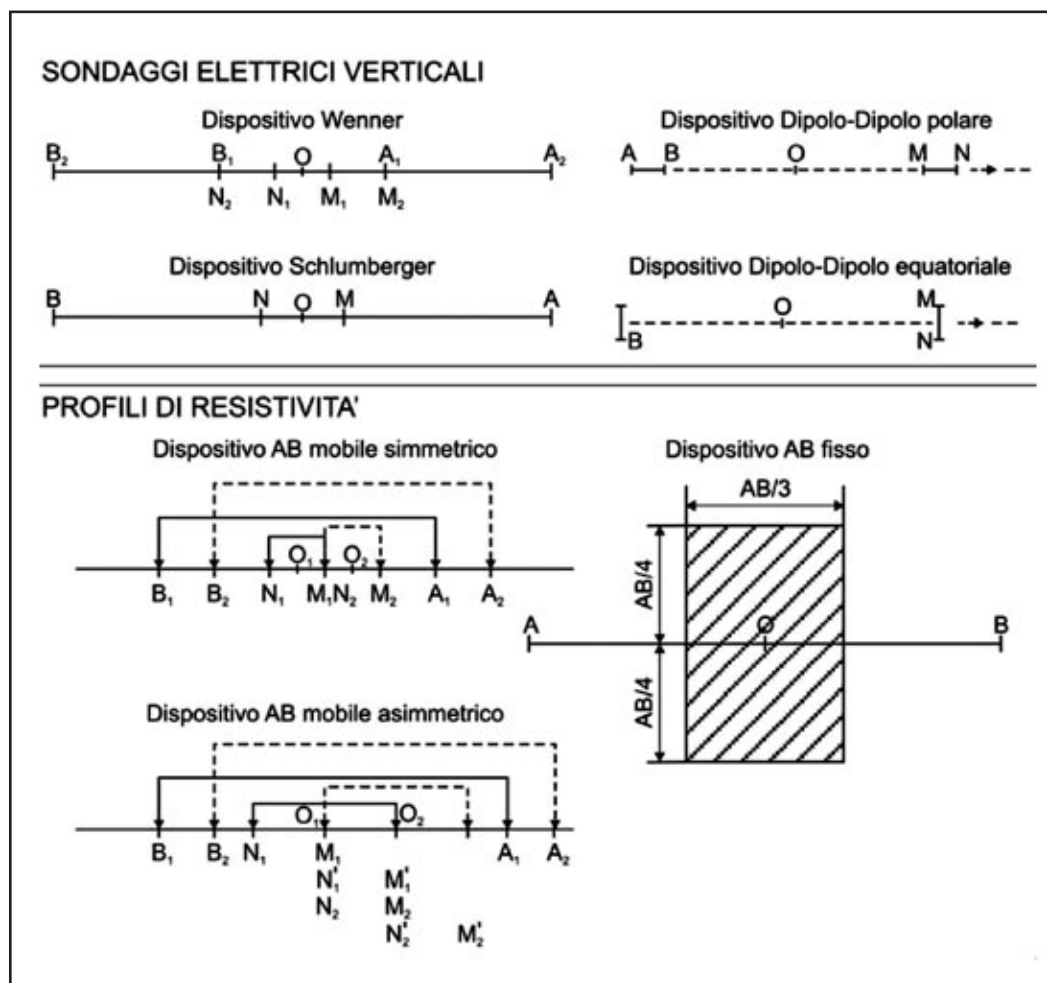 SONDAGGI ELETTRICI VERTICALI
Dispositivo Wenner
B₂ B₁ O A₁ A₂
N₂ N₁ M₁ M₂
Dispositivo Dipolo-Dipolo polare
A B O M N
Dispositivo Schlumberger
B N O M A
Dispositivo Dipolo-Dipolo equatoriale
O M
B N
PROFILI DI RESISTIVITA'
Dispositivo AB mobile simmetrico
O₁ O₂
B₁ B₂ N₁ M₁N₂ M₂ A₁ A₂
Dispositivo AB fisso
AB/3
AB/4
A O B
AB/4
Dispositivo AB mobile asimmetrico
O₁ O₂
B₁ B₂ N₁ M₁ A₁ A₂
N'₁ M'₁
N₂ M₂
N'₂ M'₂